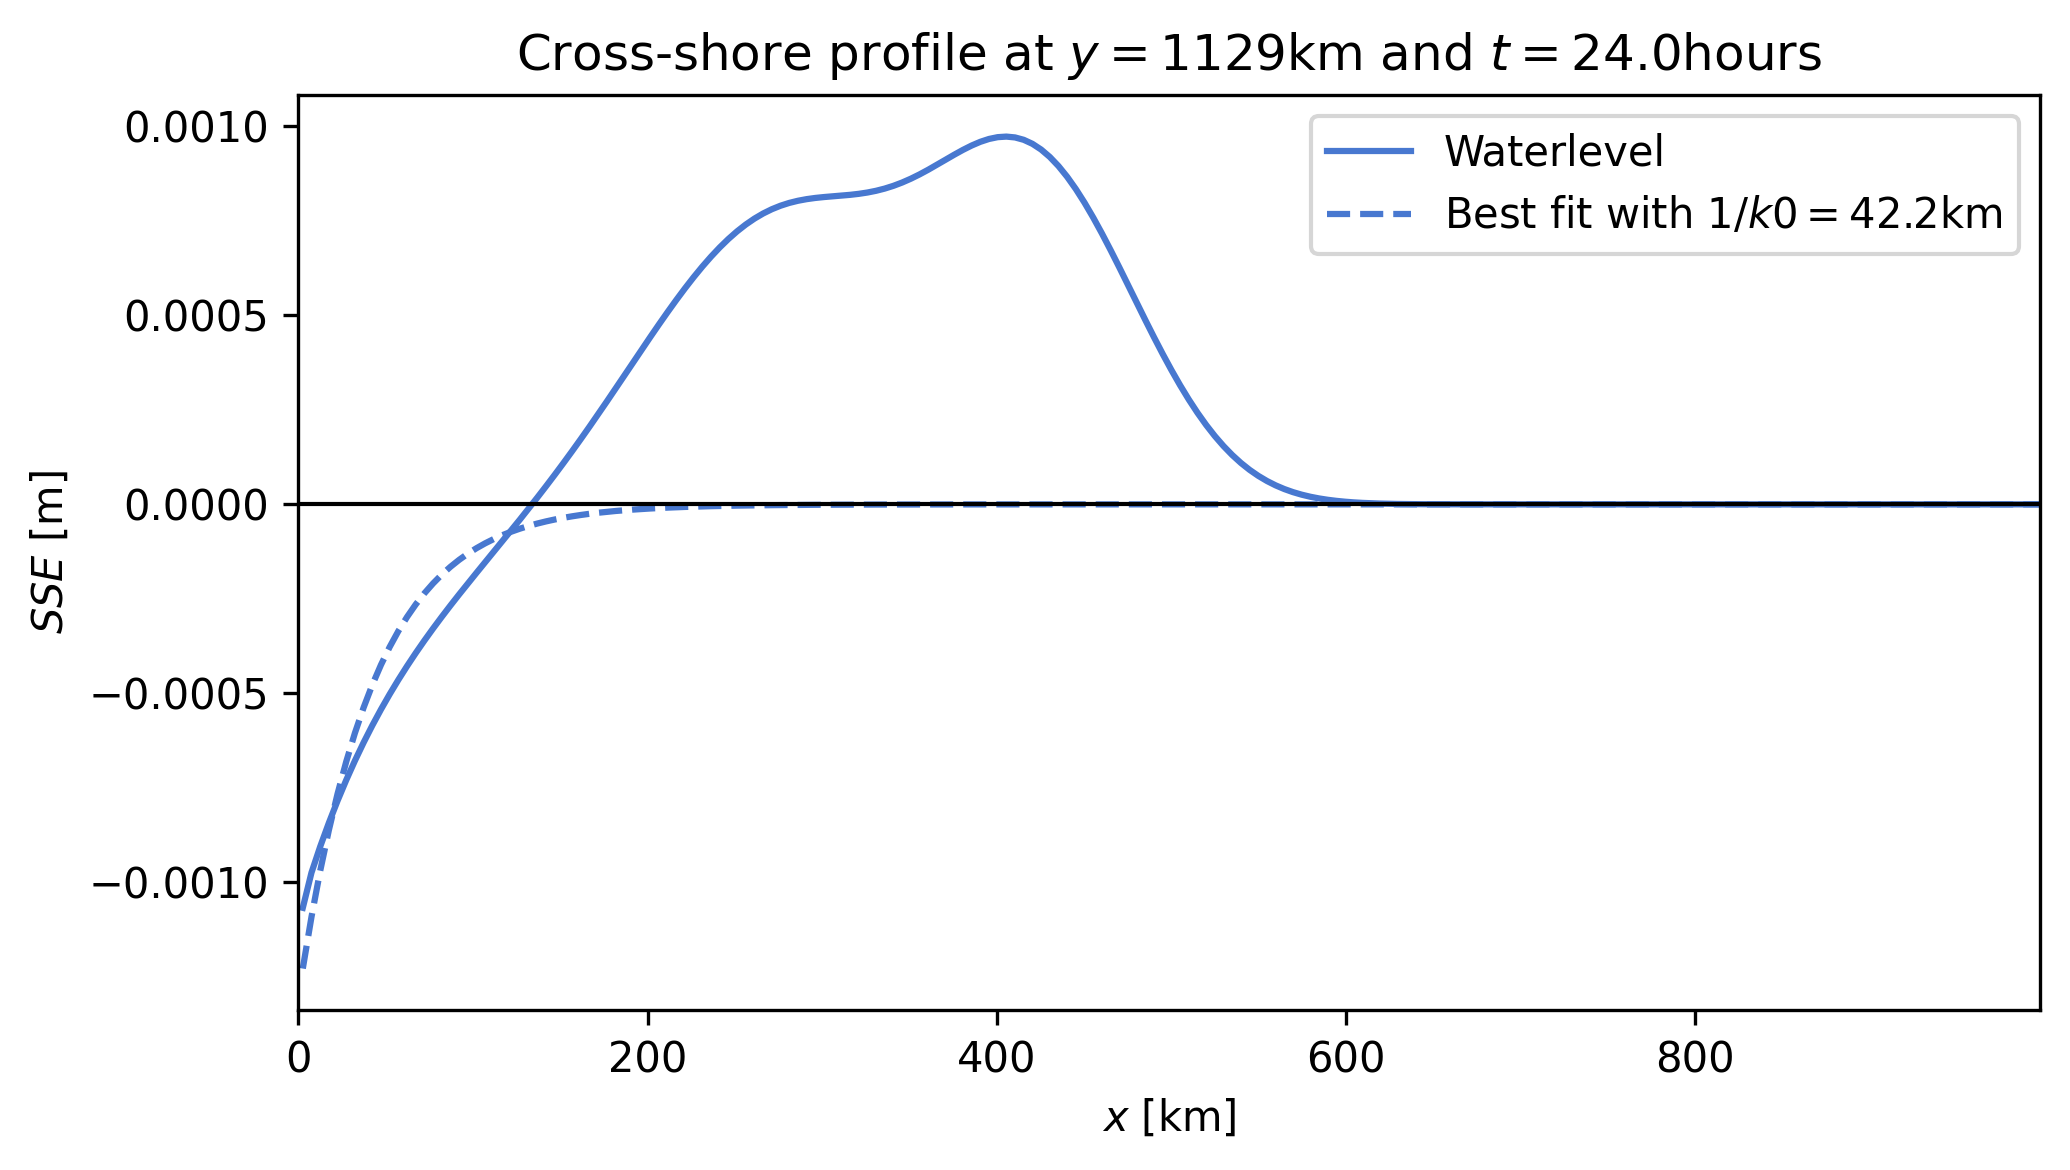 Cross-shore profile at y = 1129km and t = 24.0hours
Waterlevel
Best fit with 1/k0 = 42.2km
0.0010
0.0005
0.0000
−0.0005
−0.0010
SSE [m]
0 200 400 600 800
x [km]